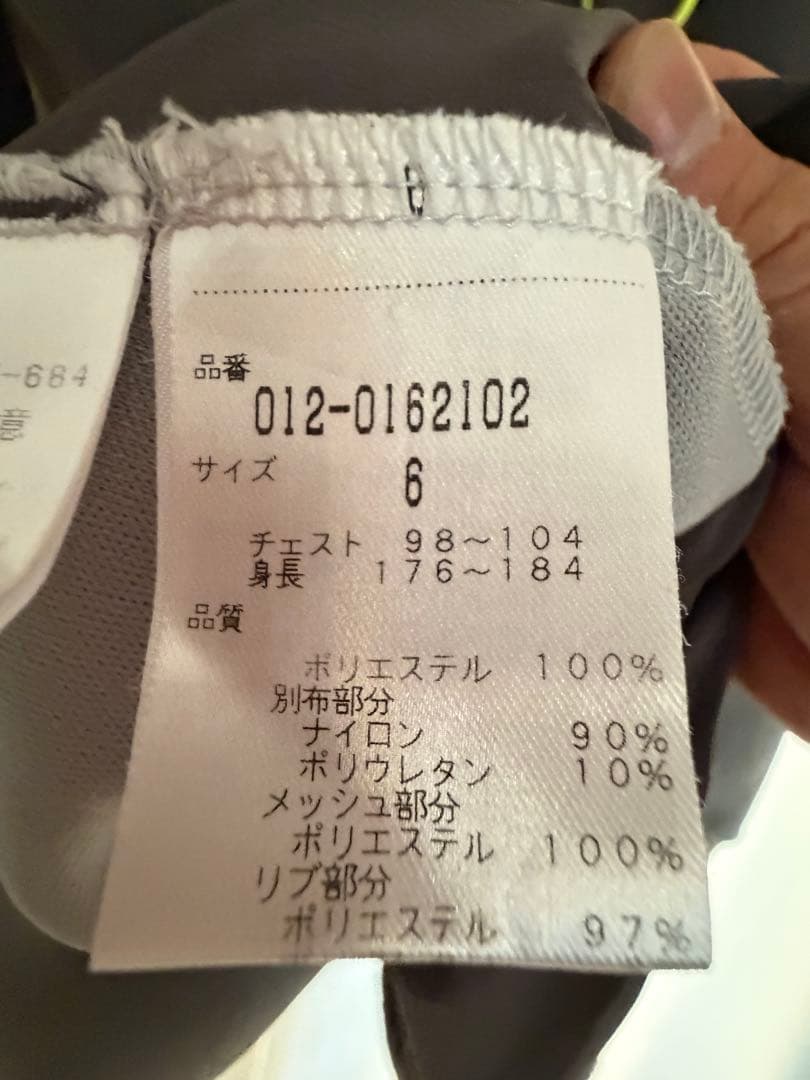 品番
012-0162102
サイズ 6
チェスト 98～104
身長 176～184
品質
ポリエステル 100%
別布部分
ナイロン 90%
ポリウレタン 10%
メッシュ部分
ポリエステル 100%
リブ部分
ポリエステル 97%
～684
意